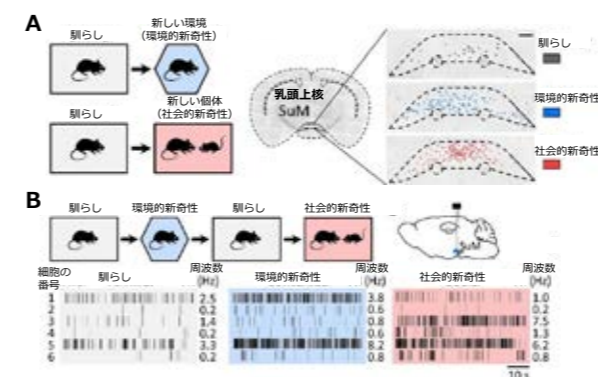 A
馴らし
新しい環境
(環境的新奇性)
馴らし
新しい個体
(社会的新奇性)
乳頭上核
SuM
馴らし
環境的新奇性
社会的新奇性
B
馴らし
環境的新奇性
馴らし
社会的新奇性
細胞の
番号
馴らし
周波数
(Hz)
環境的新奇性
周波数
(Hz)
社会的新奇性
周波数
(Hz)
1 2.5 3.8 1.0
2 0.2 0.6 0.8
3 1.4 0.8 7.5
4 0.2 0.6 1.3
5 3.3 8.2 6.2
6 0.2 0.8 0.8
10 s